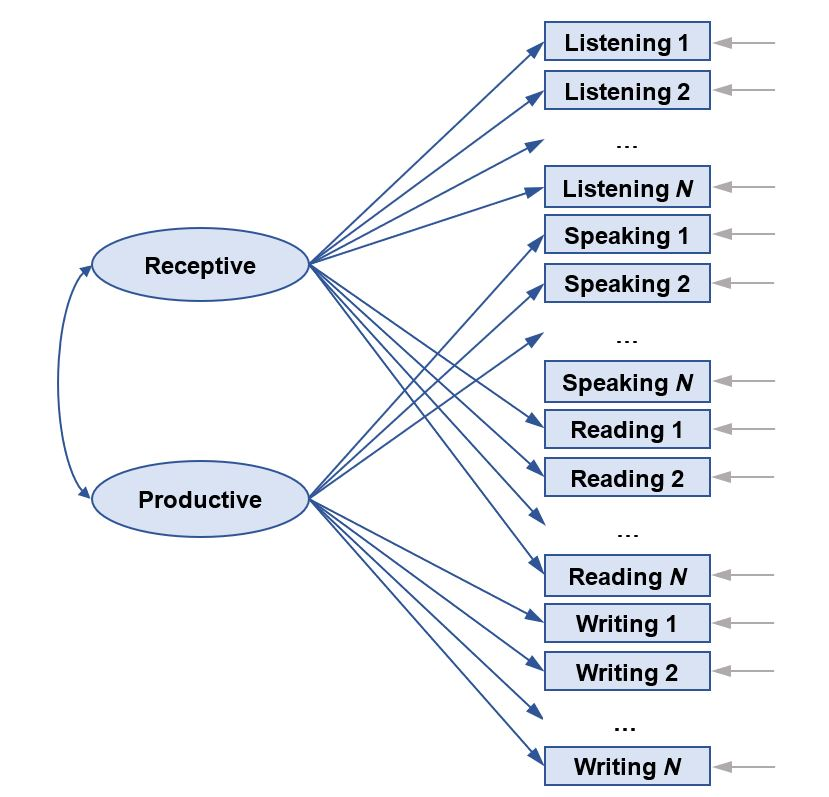 Listening 1
Listening 2
...
Listening N
Speaking 1
Receptive
Speaking 2
...
Speaking N
Reading 1
Reading 2
Productive
...
Reading N
Writing 1
Writing 2
...
Writing N